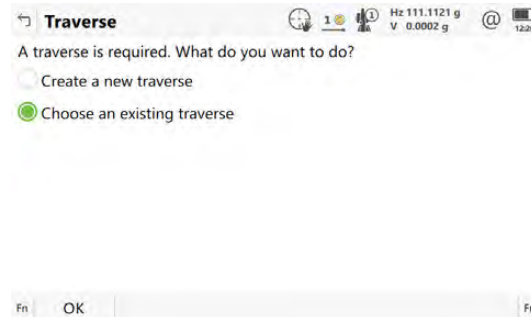 Traverse
1
1
Hz 111.1121 g
V 0.0002 g
@
A traverse is required. What do you want to do?
Create a new traverse
Choose an existing traverse
Fn OK